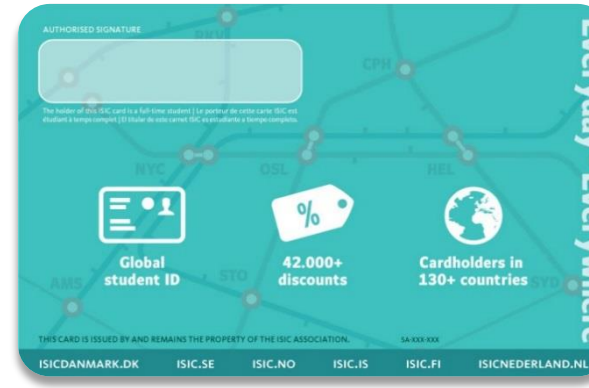 AUTHORISED SIGNATURE
RKV
CPH
The holder of this ISIC card is a full-time student | Le porteur de cette carte ISIC est
étudiant à temps complet | El titular de este carnet ISIC es estudiante a tiempo completo.
NYC
OSL
HEL
Global
student ID
42.000+
discounts
Cardholders in
130+ countries
AMS
STO
SYD
Everyday Everywhere
THIS CARD IS ISSUED BY AND REMAINS THE PROPERTY OF THE ISIC ASSOCIATION.
SA-XXX-XXX
ISICDANMARK.DK ISIC.SE ISIC.NO ISIC.IS ISIC.FI ISICNEDERLAND.NL